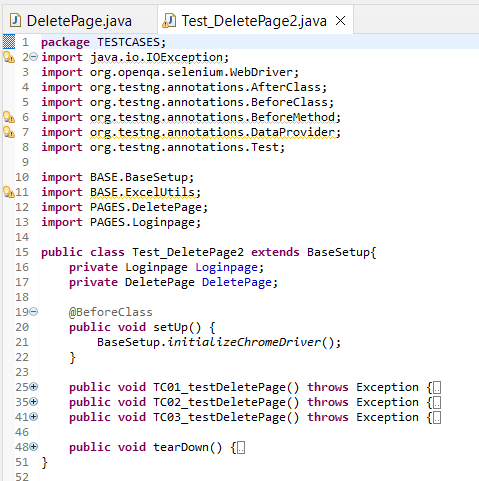 DeletePage.java Test_DeletePage2.java
1 package TESTCASES;
2 import java.io.IOException;
3 import org.openqa.selenium.WebDriver;
4 import org.testng.annotations.AfterClass;
5 import org.testng.annotations.BeforeClass;
6 import org.testng.annotations.BeforeMethod;
7 import org.testng.annotations.DataProvider;
8 import org.testng.annotations.Test;
9
10 import BASE.BaseSetup;
11 import BASE.ExcelUtils;
12 import PAGES.DeletePage;
13 import PAGES.Loginpage;
14
15 public class Test_DeletePage2 extends BaseSetup{
16 private Loginpage Loginpage;
17 private DeletePage DeletePage;
18
19 @BeforeClass
20 public void setUp() {
21 BaseSetup.initializeChromeDriver();
22 }
23
25 public void TC01_testDeletePage() throws Exception {
35 public void TC02_testDeletePage() throws Exception {
41 public void TC03_testDeletePage() throws Exception {
46
48 public void tearDown() {
51 }
52